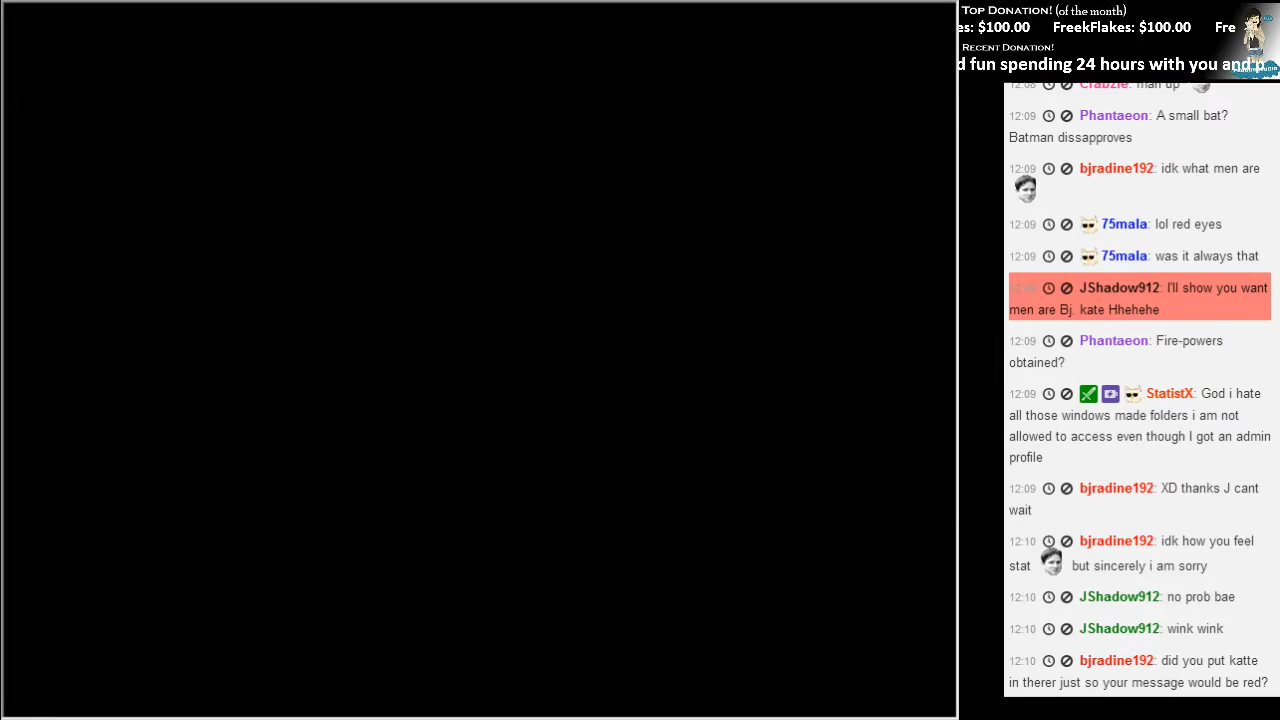 TOP DONATION! (of the month)
es: $100.00 FreekFlakes: $100.00 Fre
RECENT DONATION!
d fun spending 24 hours with you and p
12:08 Crabzie: man up
12:09 Phantaeon: A small bat?
Batman dissapproves
12:09 bjradine192: idk what men are
12:09 75mala: lol red eyes
12:09 75mala: was it always that
JShadow912: I'll show you want
men are Bj. kate Hhehehe
12:09 Phantaeon: Fire-powers
obtained?
12:09 StatistX: God i hate
all those windows made folders i am not
allowed to access even though I got an admin
profile
12:09 bjradine192: XD thanks J cant
wait
12:10 bjradine192: idk how you feel
stat but sincerely i am sorry
12:10 JShadow912: no prob bae
12:10 JShadow912: wink wink
12:10 bjradine192: did you put katte
in therer just so your message would be red?